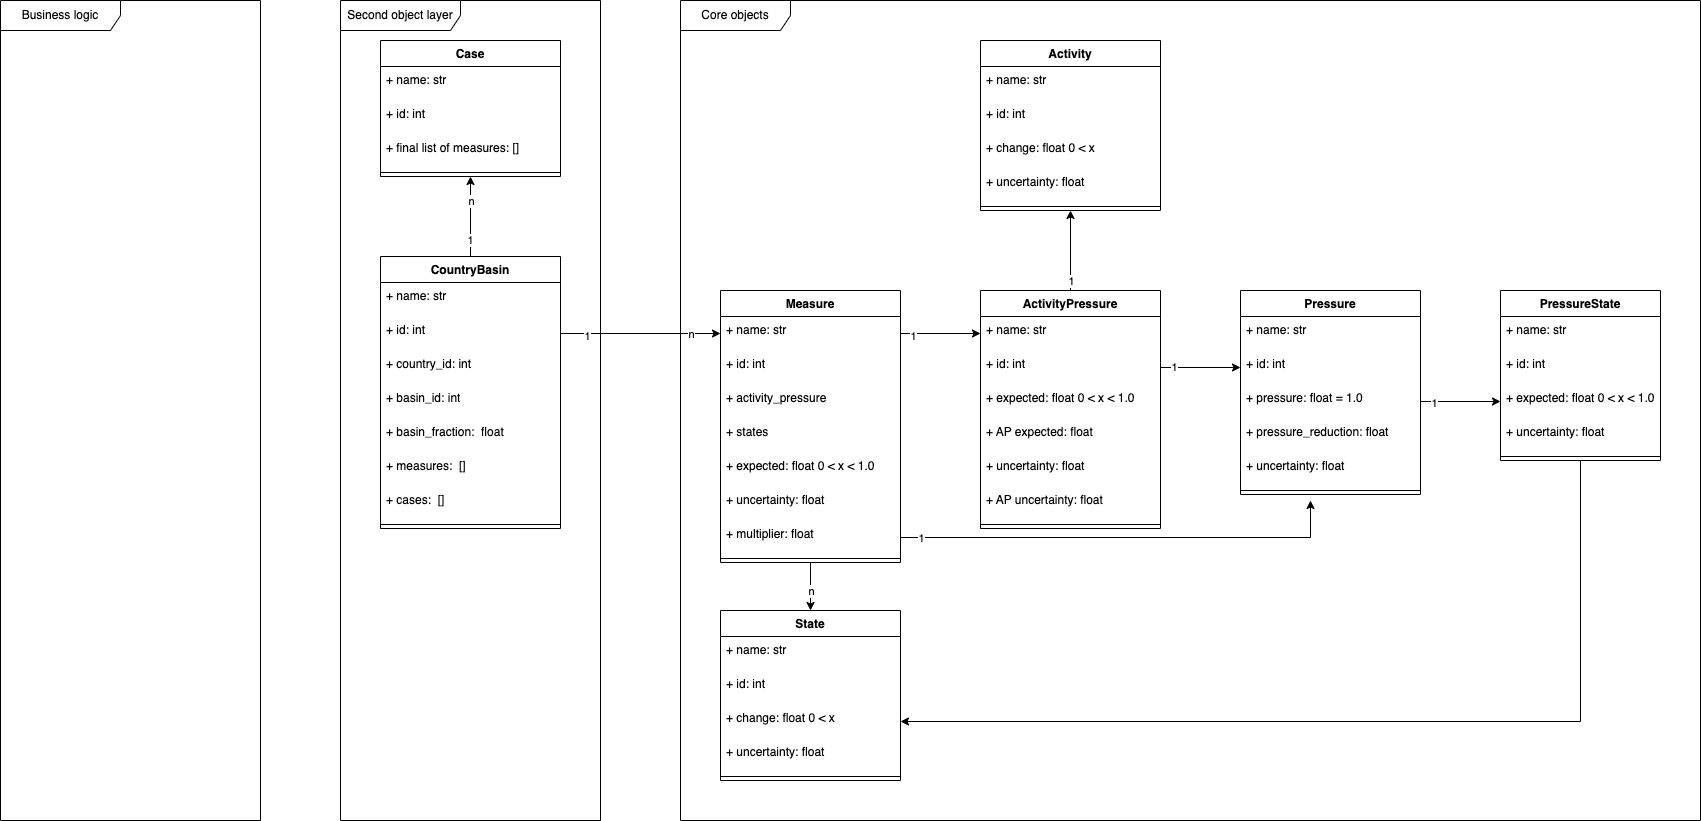 Business logic
Second object layer
Case
+ name: str
+ id: int
+ final list of measures: []
n
1
CountryBasin
+ name: str
+ id: int
+ country_id: int
+ basin_id: int
+ basin_fraction:  float
+ measures:  []
+ cases:  []
1
n
Core objects
Activity
+ name: str
+ id: int
+ change: float 0 < x
+ uncertainty: float
1
Measure
+ name: str
+ id: int
+ activity_pressure
+ states
+ expected: float 0 < x < 1.0
+ uncertainty: float
+ multiplier: float
1
1
n
ActivityPressure
+ name: str
+ id: int
+ expected: float 0 < x < 1.0
+ AP expected: float
+ uncertainty: float
+ AP uncertainty: float
1
Pressure
+ name: str
+ id: int
+ pressure: float = 1.0
+ pressure_reduction: float
+ uncertainty: float
1
PressureState
+ name: str
+ id: int
+ expected: float 0 < x < 1.0
+ uncertainty: float
State
+ name: str
+ id: int
+ change: float 0 < x
+ uncertainty: float